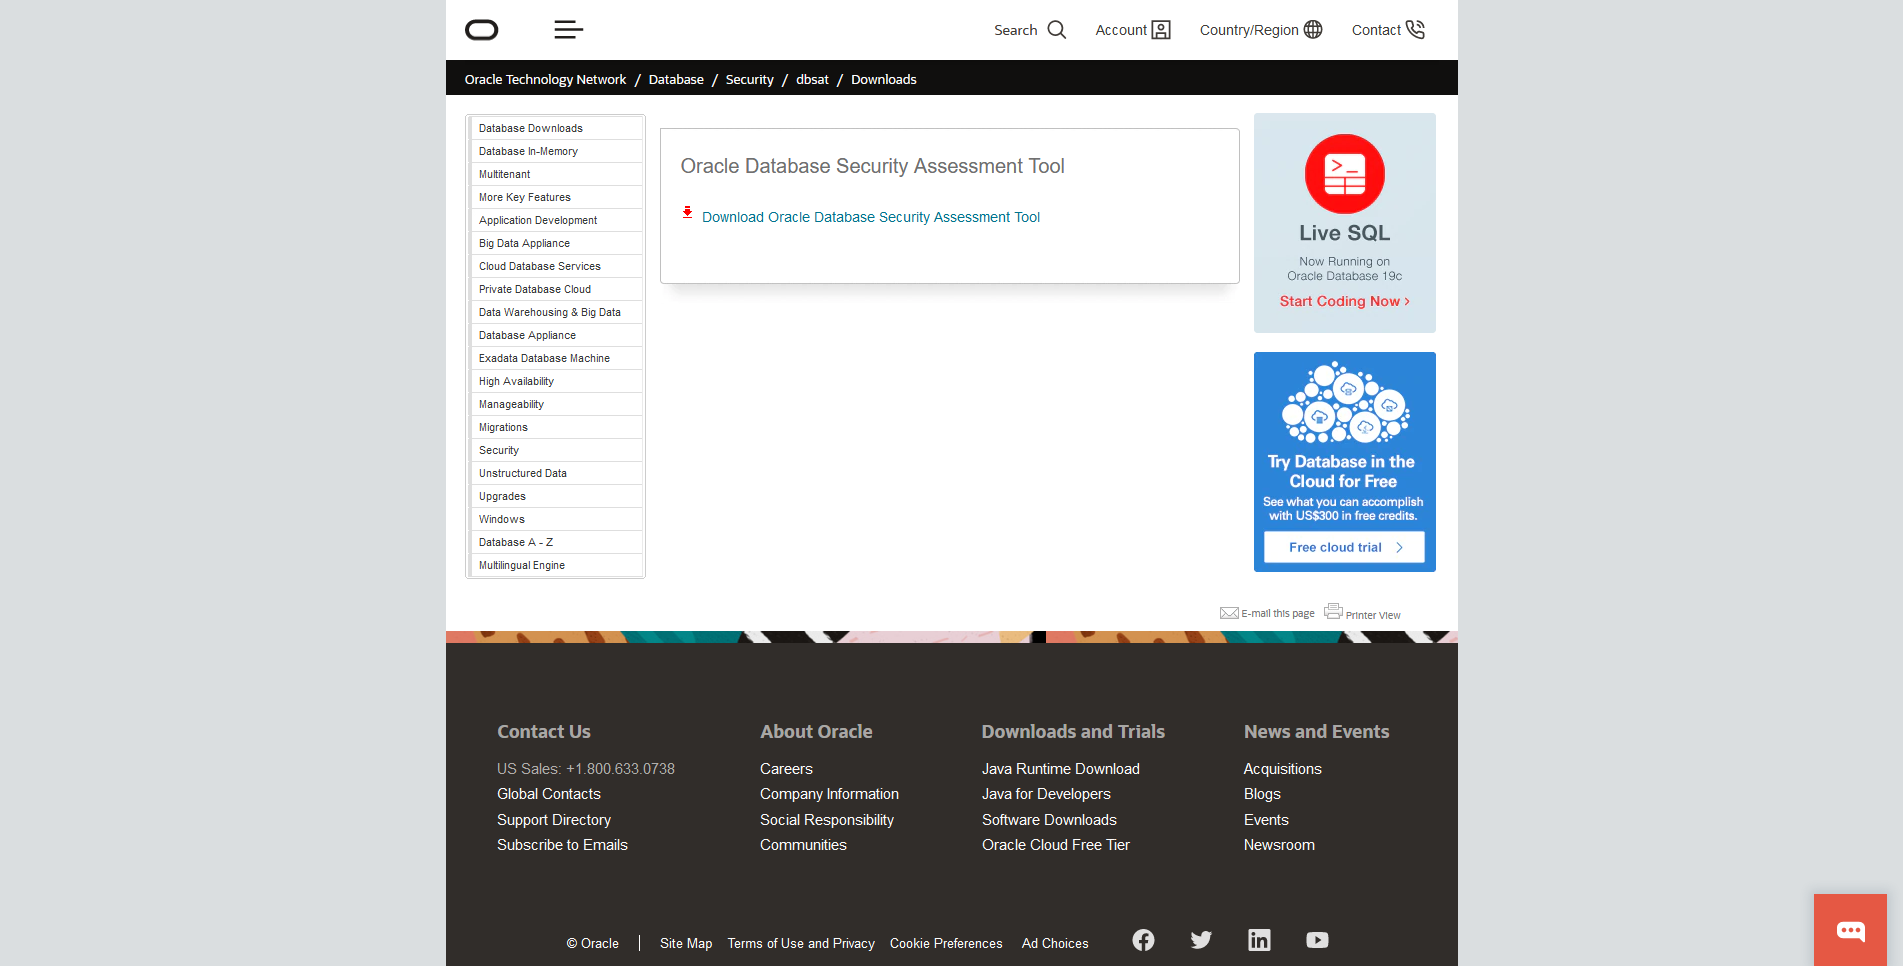 Search
Account
Country/Region
Contact
Oracle Technology Network / Database / Security / dbsat / Downloads
Database Downloads
Database In-Memory
Multitenant
More Key Features
Application Development
Big Data Appliance
Cloud Database Services
Private Database Cloud
Data Warehousing & Big Data
Database Appliance
Exadata Database Machine
High Availability
Manageability
Migrations
Security
Unstructured Data
Upgrades
Windows
Database A - Z
Multilingual Engine
Oracle Database Security Assessment Tool
Download Oracle Database Security Assessment Tool
Live SQL
Now Running on
Oracle Database 19c
Start Coding Now >
Try Database in the
Cloud for Free
See what you can accomplish
with US$300 in free credits.
Free cloud trial >
E-mail this page
Printer View
Contact Us
US Sales: +1.800.633.0738
Global Contacts
Support Directory
Subscribe to Emails
About Oracle
Careers
Company Information
Social Responsibility
Communities
Downloads and Trials
Java Runtime Download
Java for Developers
Software Downloads
Oracle Cloud Free Tier
News and Events
Acquisitions
Blogs
Events
Newsroom
© Oracle | Site Map Terms of Use and Privacy Cookie Preferences Ad Choices